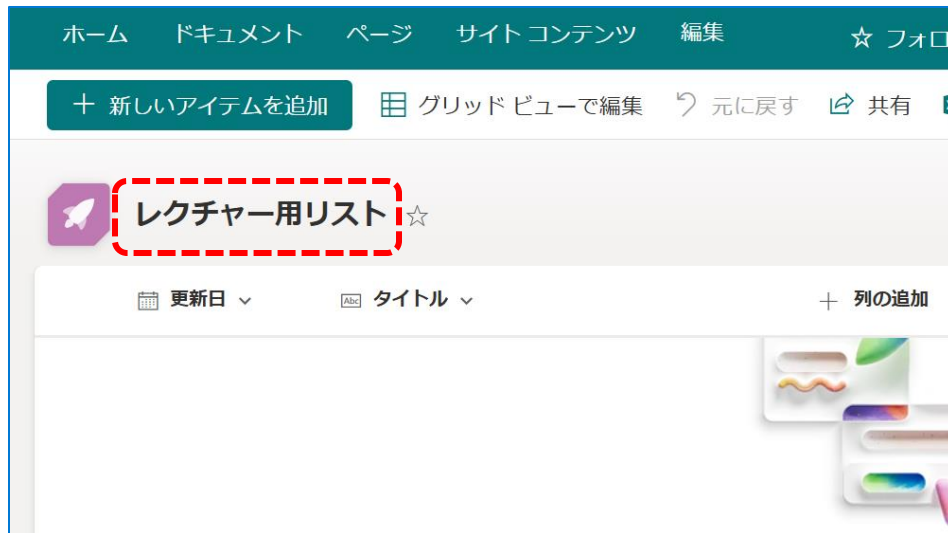 ホーム ドキュメント ページ サイト コンテンツ 編集 ☆ フォロ
＋ 新しいアイテムを追加 グリッド ビューで編集 元に戻す 共有
レクチャー用リスト ☆
更新日 Abc タイトル ＋ 列の追加